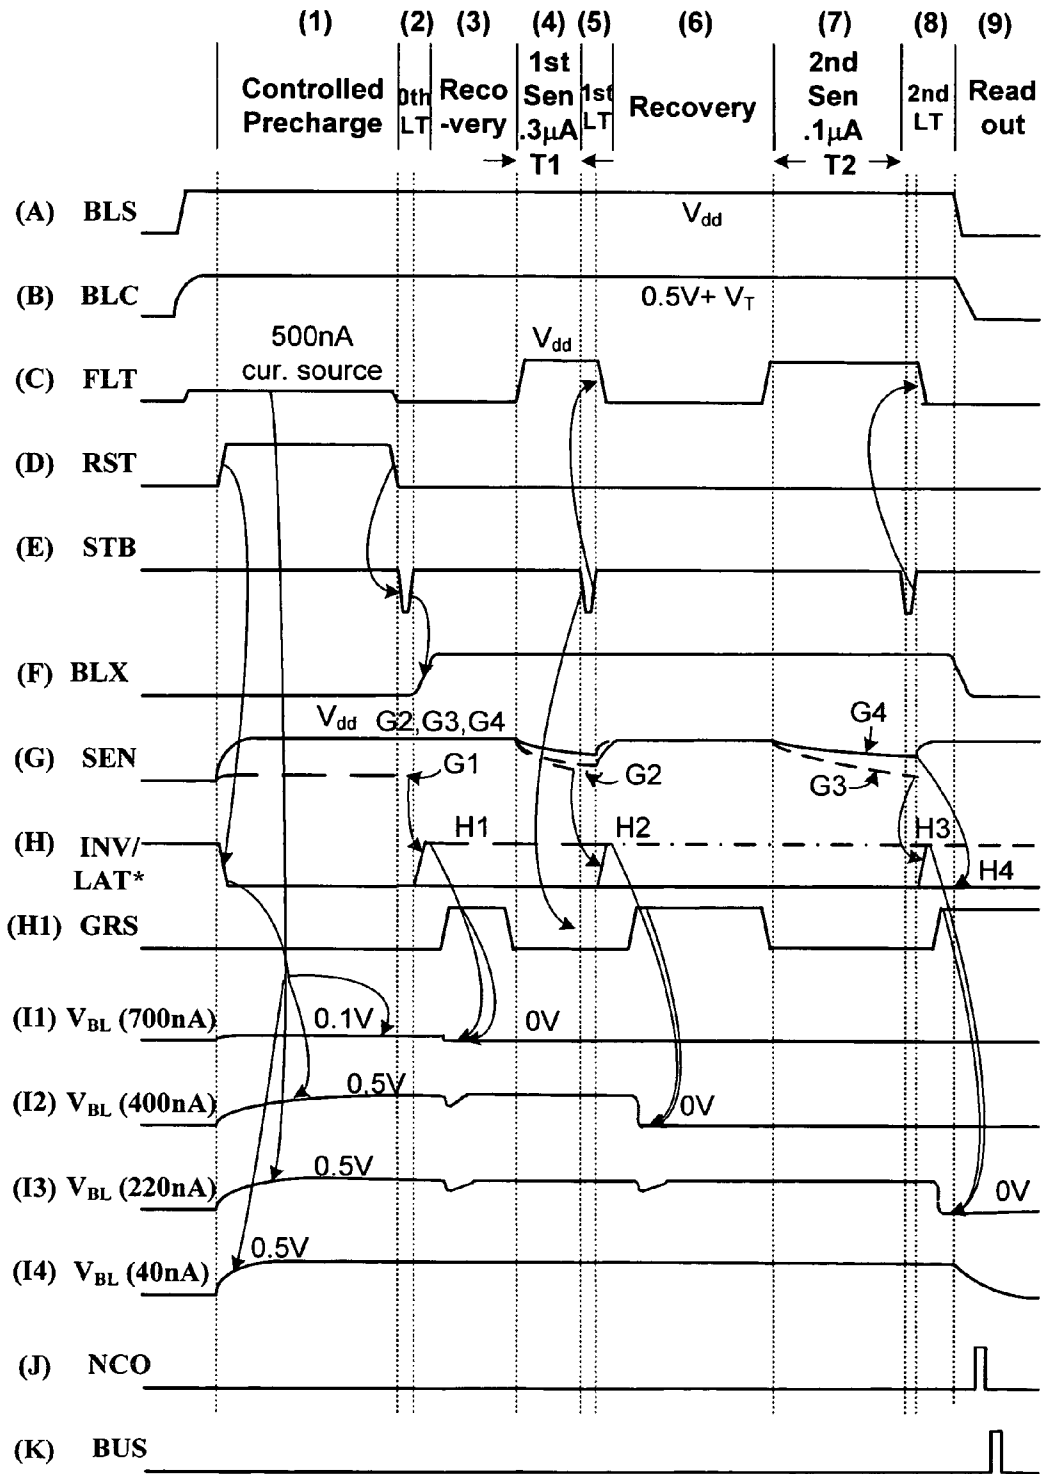 (1) (2) (3) (4) (5) (6) (7) (8) (9)
Controlled Precharge
0th LT
Reco-very
1st Sen .3μA
1st LT
Recovery
2nd Sen .1μA
2nd LT
Read out
T1
T2
(A) BLS
Vdd
(B) BLC
0.5V+ VT
500nA cur. source
Vdd
(C) FLT
(D) RST
(E) STB
(F) BLX
Vdd G2,G3,G4
G4
(G) SEN
G1
G2
G3
(H) INV/LAT*
H1
H2
H3
H4
(H1) GRS
(I1) VBL (700nA)
0.1V
0V
(I2) VBL (400nA)
0.5V
0V
(I3) VBL (220nA)
0.5V
0V
(I4) VBL (40nA)
0.5V
(J) NCO
(K) BUS